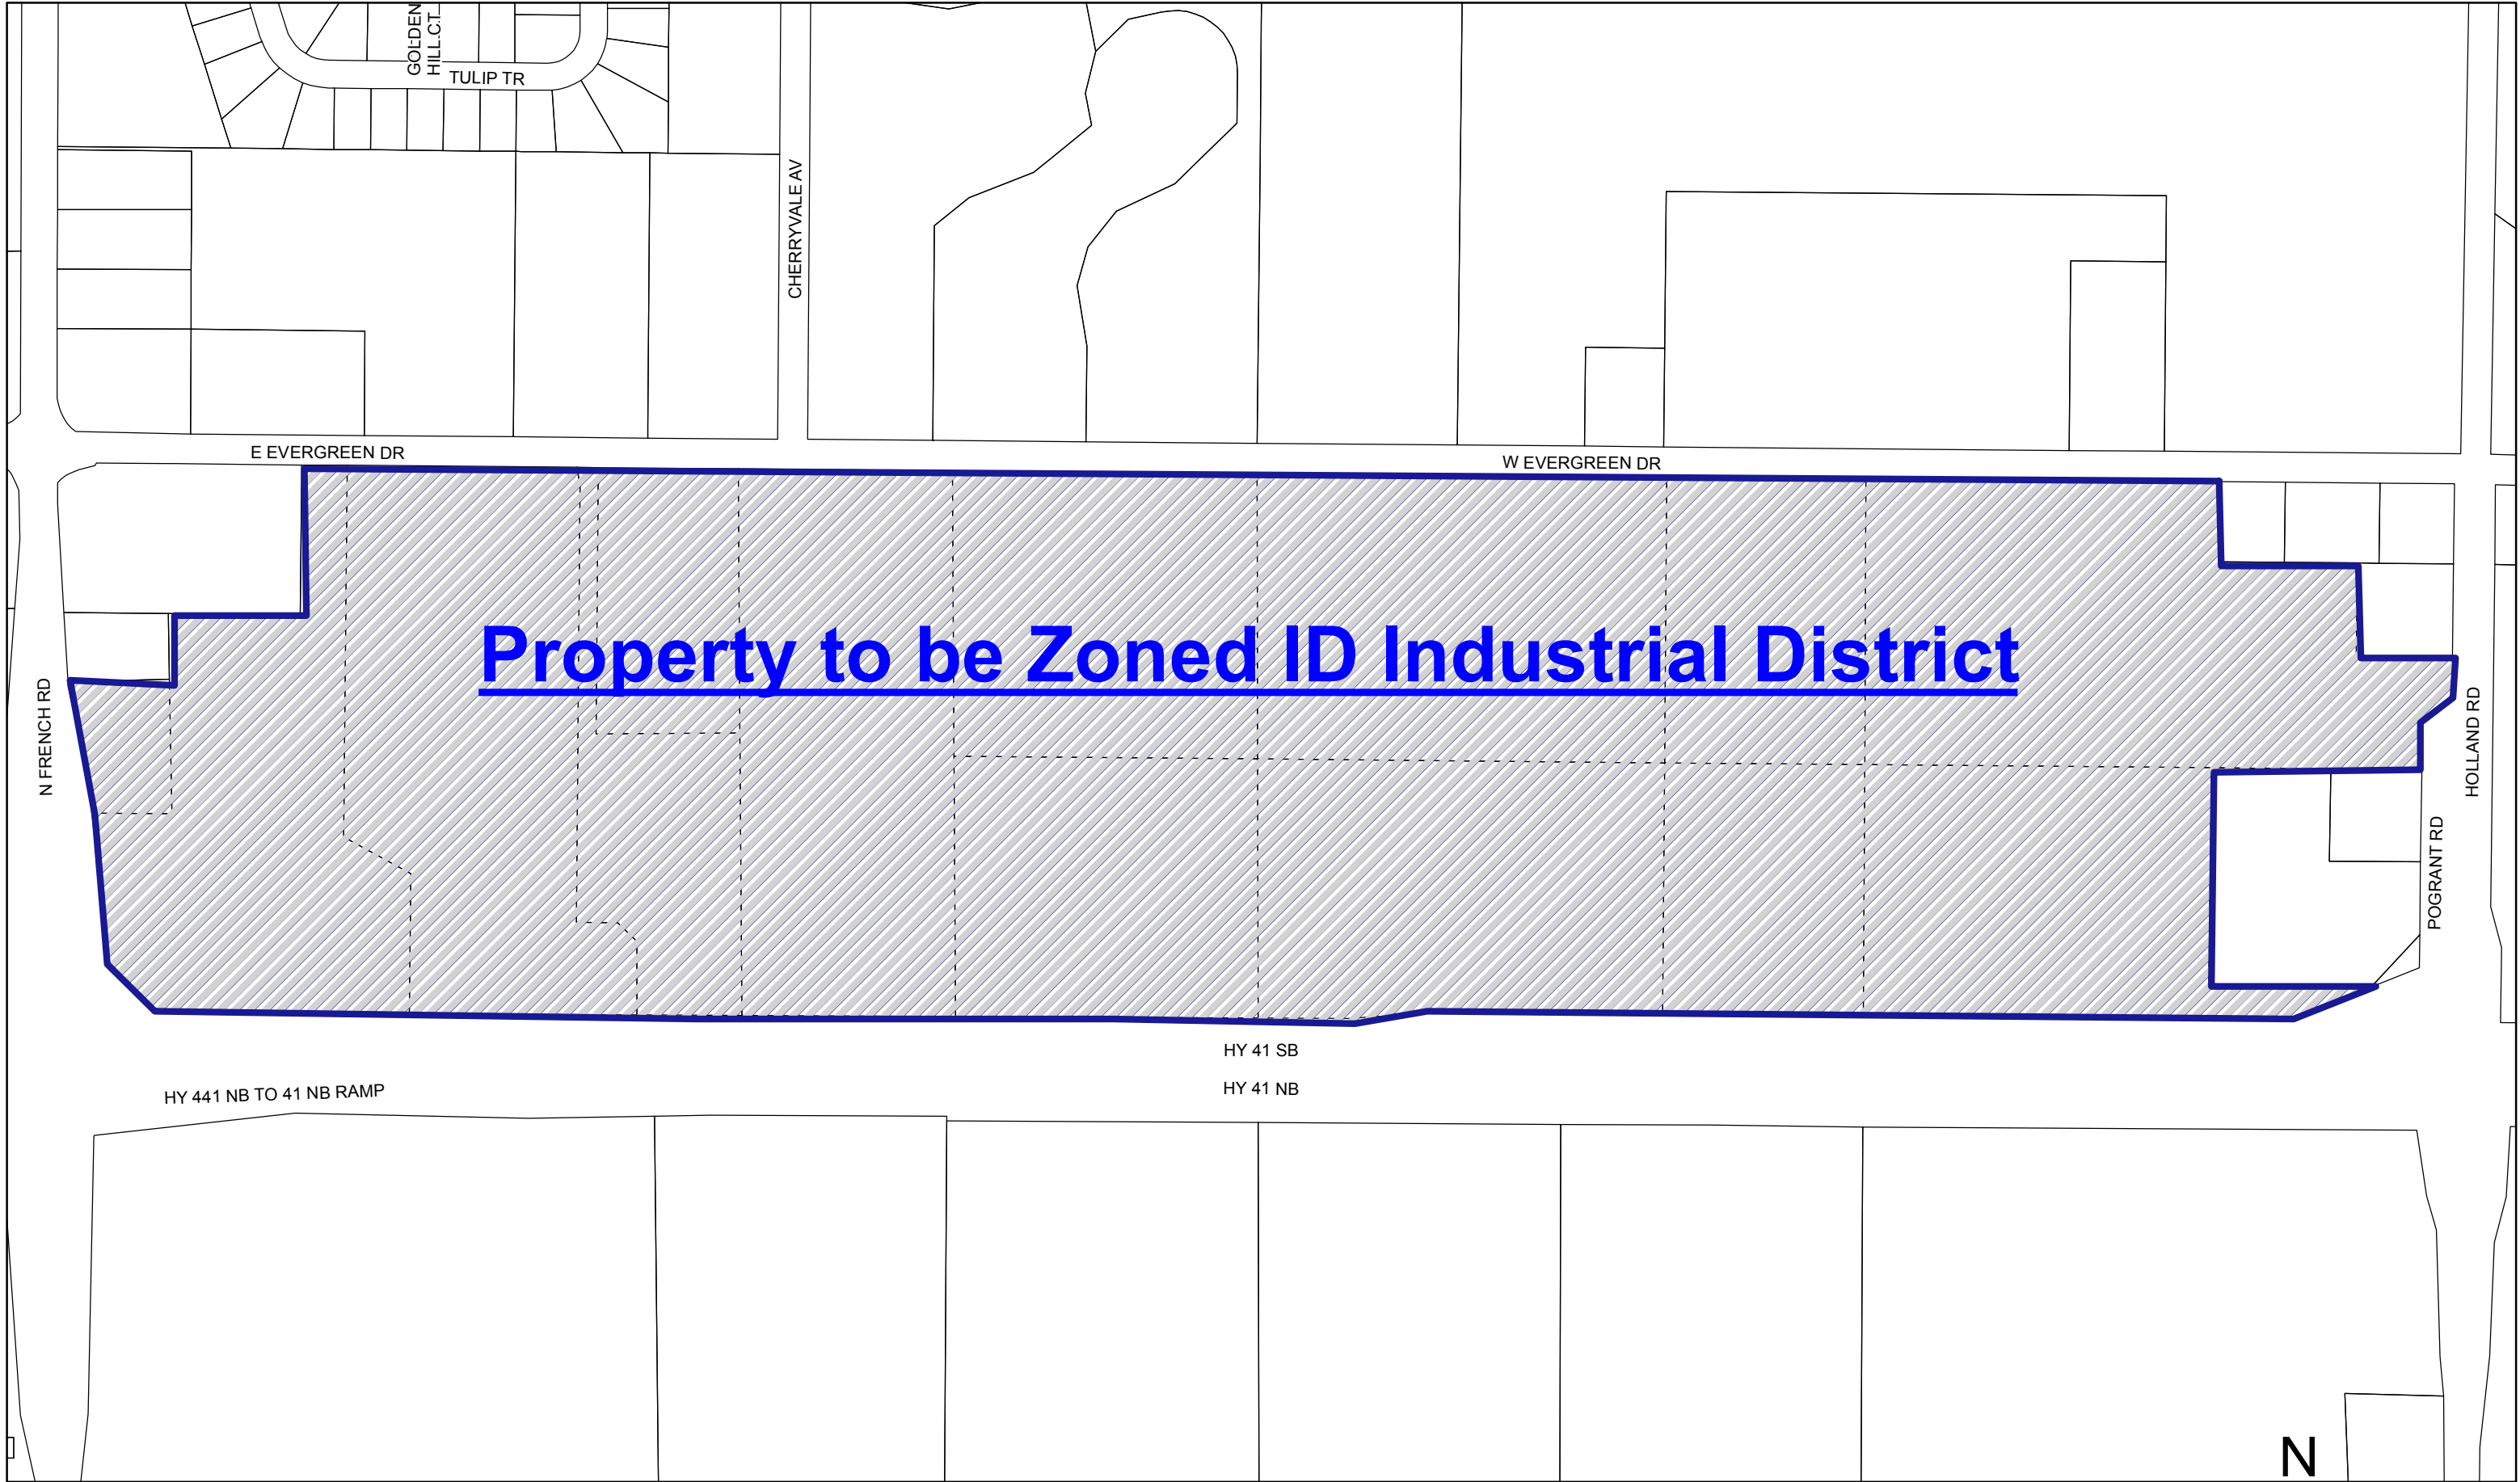 GOLDEN
HILL CT
TULIP TR
CHERRYVALE AV
E EVERGREEN DR
W EVERGREEN DR
Property to be Zoned ID Industrial District
N FRENCH RD
HOLLAND RD
POGRANT RD
HY 41 SB
HY 441 NB TO 41 NB RAMP
HY 41 NB
N